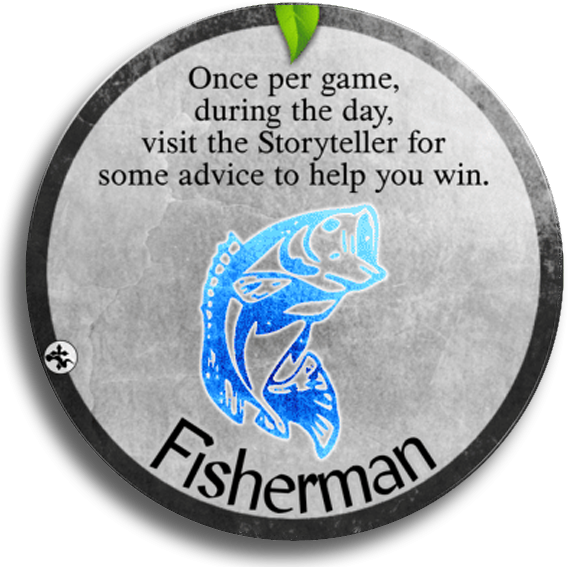 Once per game,
during the day,
visit the Storyteller for
some advice to help you win.
Fisherman